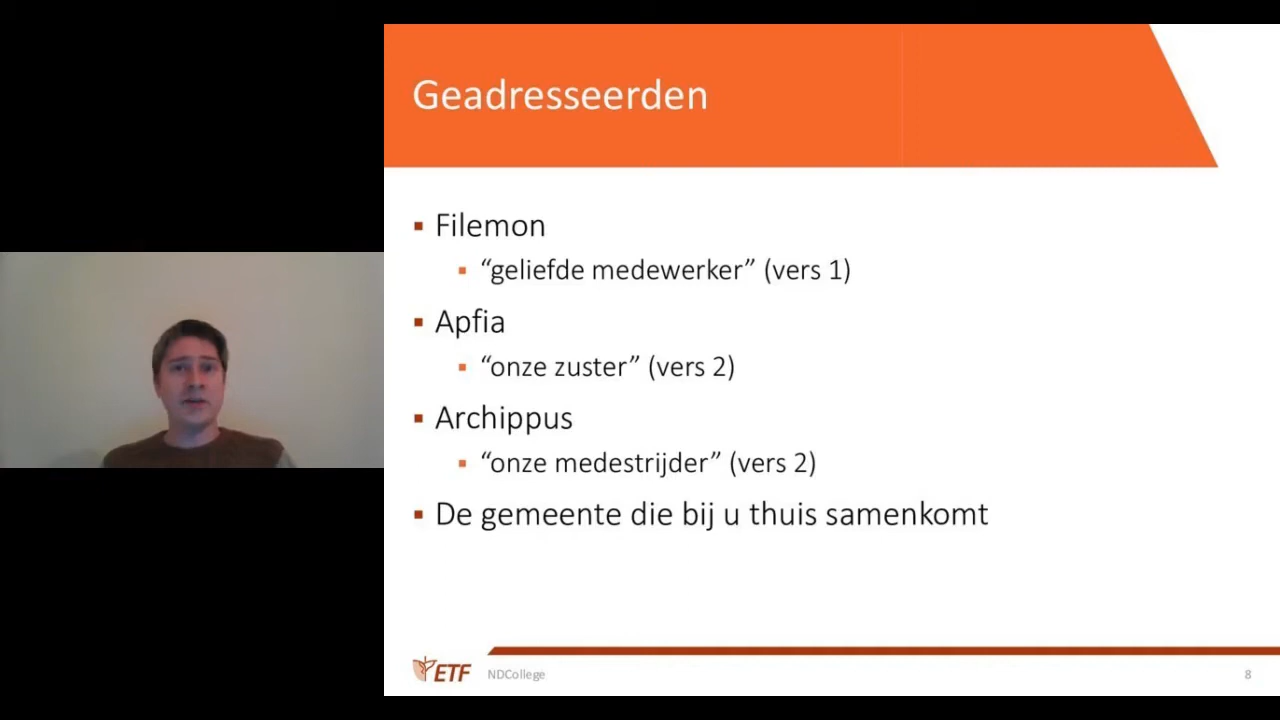 Geadresseerden
▪ Filemon
▪ “geliefde medewerker” (vers 1)
▪ Apfia
▪ “onze zuster” (vers 2)
▪ Archippus
▪ “onze medestrijder” (vers 2)
▪ De gemeente die bij u thuis samenkomt
ETF NDCollege 8